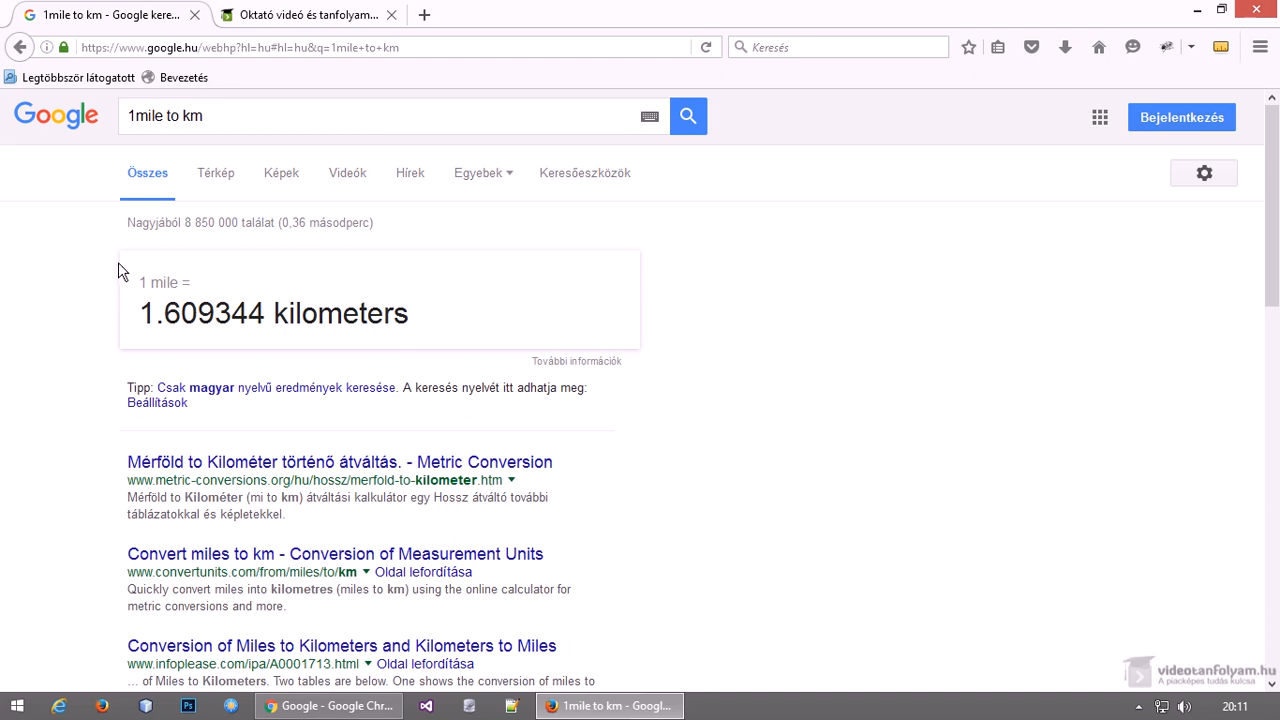 1mile to km - Google kere...
Oktató videó és tanfolyam...
https://www.google.hu/webhp?hl=hu#hl=hu&q=1mile+to+km
Keresés
Legtöbbször látogatott
Bevezetés
Google
1mile to km
Bejelentkezés
Összes
Térkép
Képek
Videók
Hírek
Egyebek
Keresőeszközök
Nagyjából 8 850 000 találat (0,36 másodperc)
1 mile =
1.609344 kilometers
További információk
Tipp: Csak magyar nyelvű eredmények keresése. A keresés nyelvét itt adhatja meg:
Beállítások
Mérföld to Kilométer történő átváltás. - Metric Conversion
www.metric-conversions.org/hu/hossz/merfold-to-kilometer.htm
Mérföld to Kilométer (mi to km) átváltási kalkulátor egy Hossz átváltó további
táblázatokkal és képletekkel.
Convert miles to km - Conversion of Measurement Units
www.convertunits.com/from/miles/to/km Oldal lefordítása
Quickly convert miles into kilometres (miles to km) using the online calculator for
metric conversions and more.
Conversion of Miles to Kilometers and Kilometers to Miles
www.infoplease.com/ipa/A0001713.html Oldal lefordítása
... of Miles to Kilometers. Two tables are below. One shows the conversion of miles to
videotanfolyam.hu
A piacképes tudás kulcsa
Google - Google Chr...
1mile to km - Googl...
20:11